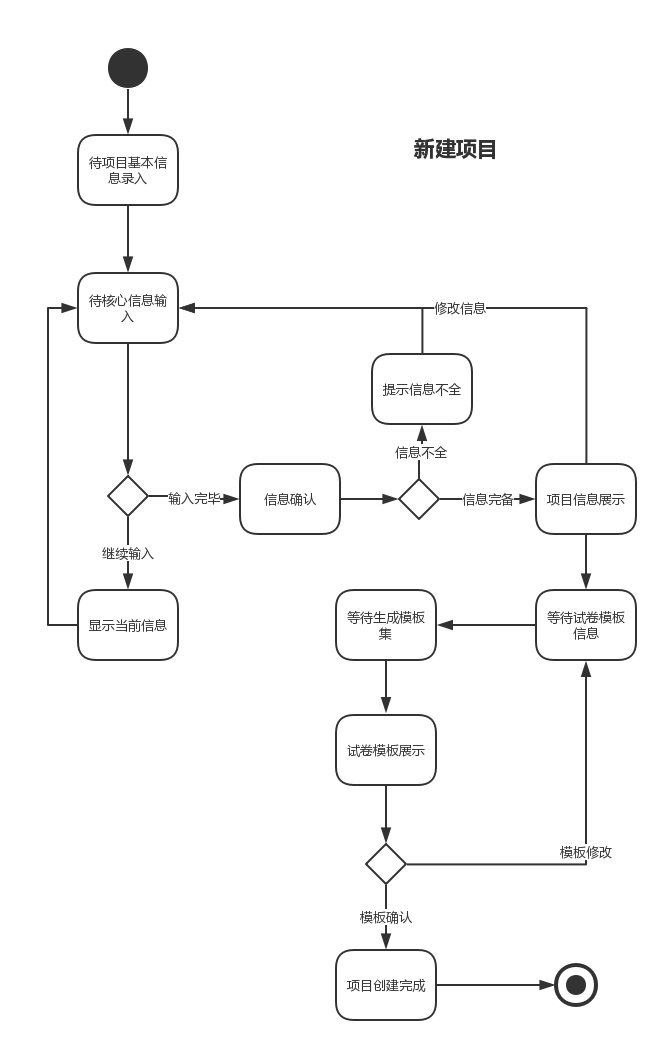 新建项目
待项目基本信
息录入
待核心信息输
入
修改信息
提示信息不全
信息不全
输入完毕
信息确认
信息完备
项目信息展示
继续输入
显示当前信息
等待生成模板
集
等待试卷模板
信息
试卷模板展示
模板修改
模板确认
项目创建完成